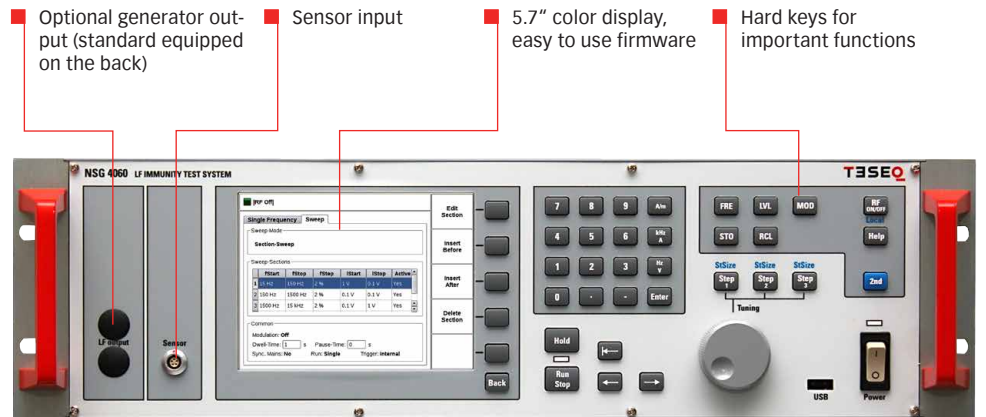 Optional generator out-
put (standard equipped
on the back)
Sensor input
5.7“ color display,
easy to use firmware
Hard keys for
important functions
NSG 4060 LF IMMUNITY TEST SYSTEM
TESEQ
LF output
Sensor
[RF Off]
Single Frequency Sweep
Sweep-Mode
Section-Sweep
Sweep-Sections
fStart fStop fStep lStart lStop Active
1 15 Hz 150 Hz 2 % 1 V 0.1 V Yes
2 150 Hz 1500 Hz 2 % 0.1 V 0.1 V Yes
3 1500 Hz 15 kHz 2 % 0.1 V 1 V Yes
Common
Modulation: Off
Dwell-Time: 1 s Pause-Time: 0 s
Sync. Mains: No Run: Single Trigger: Internal
Edit
Section
Insert
Before
Insert
After
Delete
Section
Back
7 8 9 A/m
4 5 6 kHz
A
1 2 3 Hz
V
0 · - Enter
Hold
Run
Stop
FRE LVL MOD
STO RCL
RF
ON/OFF
Local
Help
StSize StSize StSize
Step
1
Step
2
Step
3
2nd
Tuning
USB
Power